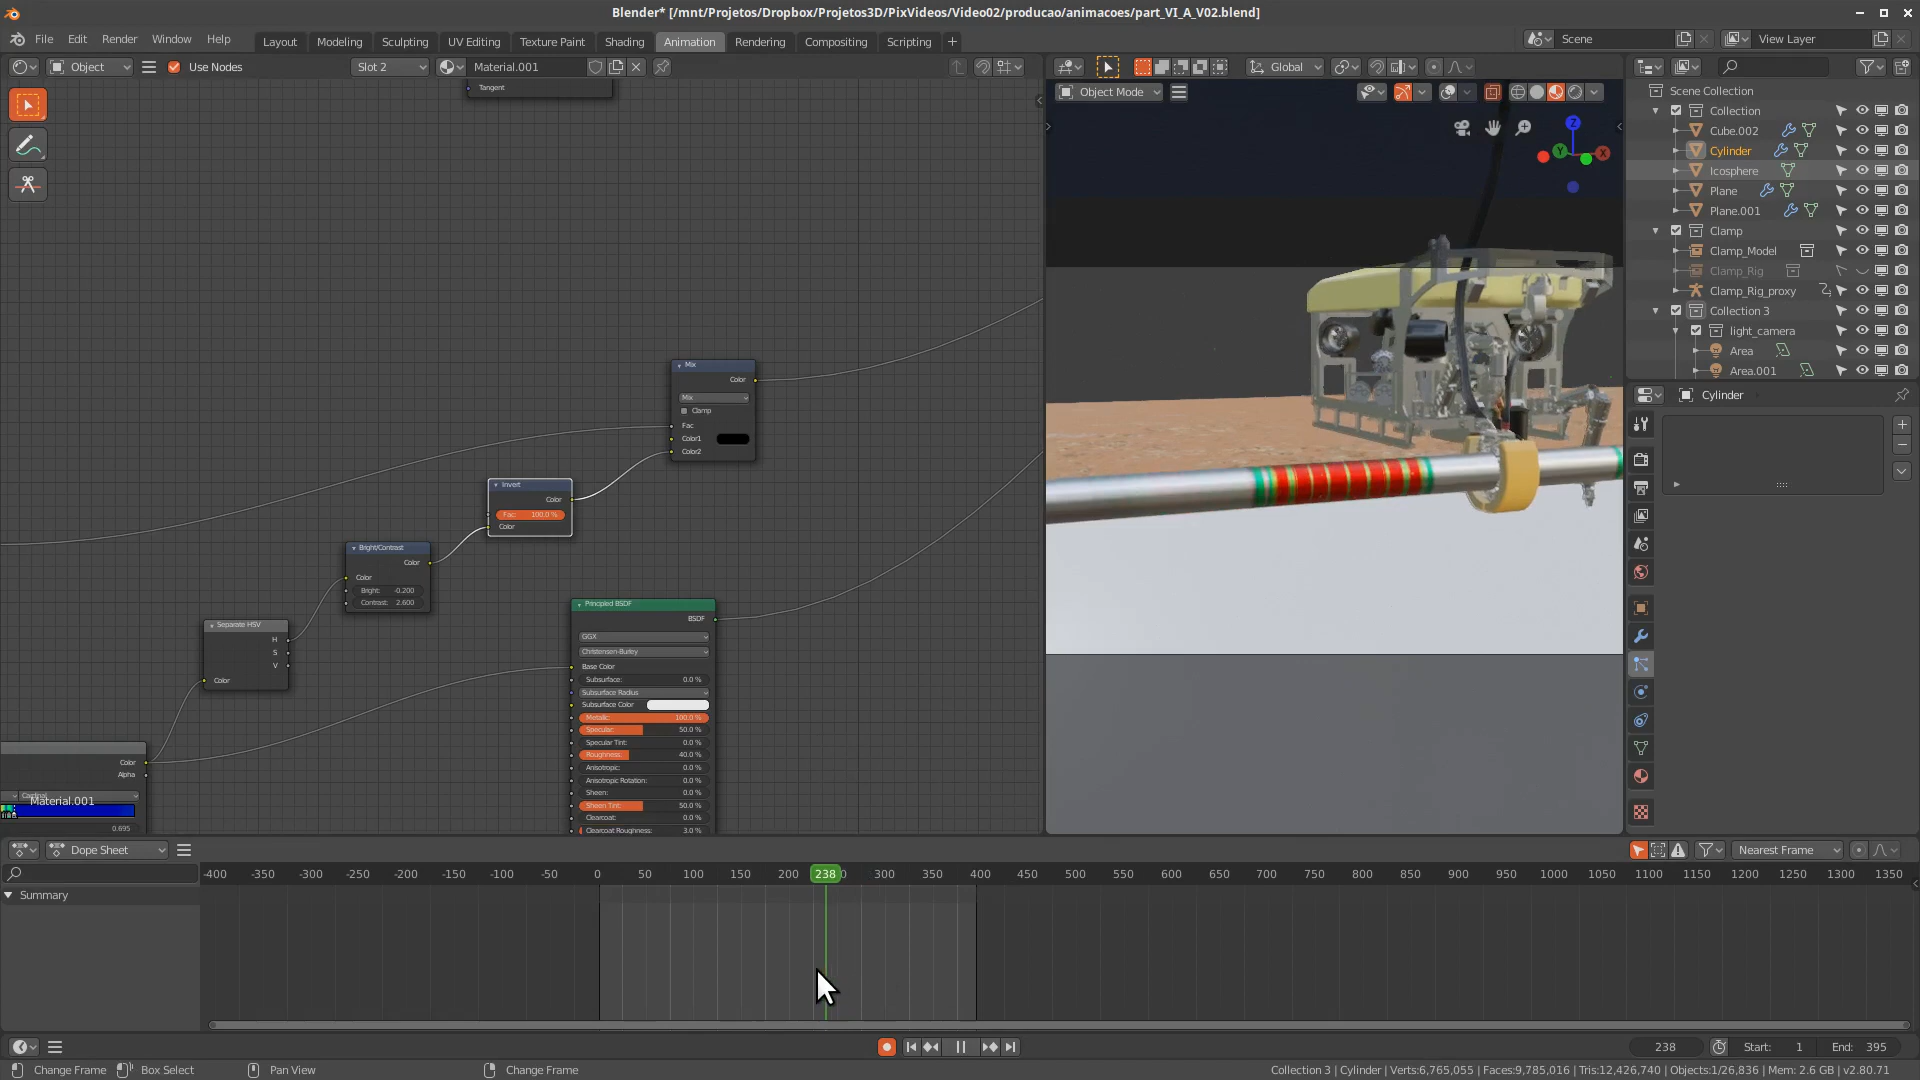 Blender* [/mnt/Projetos/Dropbox/Projetos3D/PixVideos/Video02/producao/animacoes/part_VI_A_V02.blend]
File Edit Render Window Help Layout Modeling Sculpting UV Editing Texture Paint Shading Animation Rendering Compositing Scripting + Scene View Layer
Object Use Nodes Slot 2 Material.001 Global
Tangent
Object Mode
Z
Y X
Scene Collection
Collection
Cube.002
Cylinder
Icosphere
Plane
Plane.001
Clamp
Clamp_Model
Clamp_Rig
Clamp_Rig_proxy
Collection 3
light_camera
Area
Area.001
Cylinder
Mix
Color
Mix
Clamp
Fac
Color1
Color2
Invert
Color
Fac: 100.0 %
Color
Bright/Contrast
Color
Color
Bright: -0.200
Contrast: 2.600
Separate HSV
H
S
V
Color
Principled BSDF
BSDF
GGX
Christensen-Burley
Base Color
Subsurface: 0.0 %
Subsurface Radius
Subsurface Color
Metallic: 100.0 %
Specular: 50.0 %
Specular Tint: 0.0 %
Roughness: 40.0 %
Anisotropic: 0.0 %
Anisotropic Rotation: 0.0 %
Sheen: 0.0 %
Sheen Tint: 50.0 %
Clearcoat: 0.0 %
Clearcoat Roughness: 3.0 %
Color
Alpha
Cardinal
Material.001
0.695
Dope Sheet Nearest Frame
-400 -350 -300 -250 -200 -150 -100 -50 0 50 100 150 200 238 0 300 350 400 450 500 550 600 650 700 750 800 850 900 950 1000 1050 1100 1150 1200 1250 1300 1350
Summary
238 Start: 1 End: 395
Change Frame Box Select Pan View Change Frame Collection 3 | Cylinder | Verts:6,765,055 | Faces:9,785,016 | Tris:12,426,740 | Objects:1/26,836 | Mem: 2.6 GB | v2.80.71